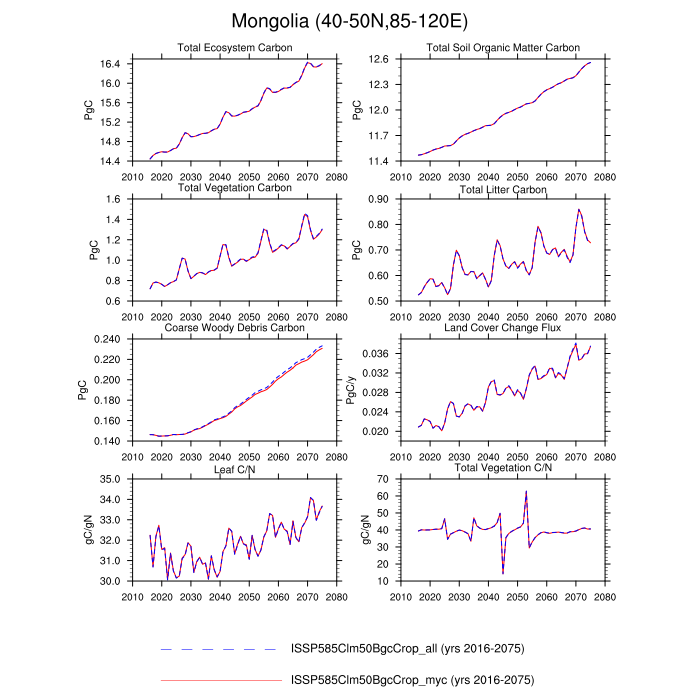 Mongolia (40-50N,85-120E)
Total Ecosystem Carbon
Total Soil Organic Matter Carbon
PgC
16.4
16.0
15.6
15.2
14.8
14.4
2010 2020 2030 2040 2050 2060 2070 2080
PgC
12.6
12.3
12.0
11.7
11.4
2010 2020 2030 2040 2050 2060 2070 2080
Total Vegetation Carbon
Total Litter Carbon
PgC
1.6
1.4
1.2
1.0
0.8
0.6
2010 2020 2030 2040 2050 2060 2070 2080
PgC
0.90
0.80
0.70
0.60
0.50
2010 2020 2030 2040 2050 2060 2070 2080
Coarse Woody Debris Carbon
Land Cover Change Flux
PgC
0.240
0.220
0.200
0.180
0.160
0.140
2010 2020 2030 2040 2050 2060 2070 2080
PgC/y
0.036
0.032
0.028
0.024
0.020
2010 2020 2030 2040 2050 2060 2070 2080
Leaf C/N
Total Vegetation C/N
gC/gN
35.0
34.0
33.0
32.0
31.0
30.0
2010 2020 2030 2040 2050 2060 2070 2080
gC/gN
70
60
50
40
30
20
10
2010 2020 2030 2040 2050 2060 2070 2080
ISSP585Clm50BgcCrop_all (yrs 2016-2075)
ISSP585Clm50BgcCrop_myc (yrs 2016-2075)